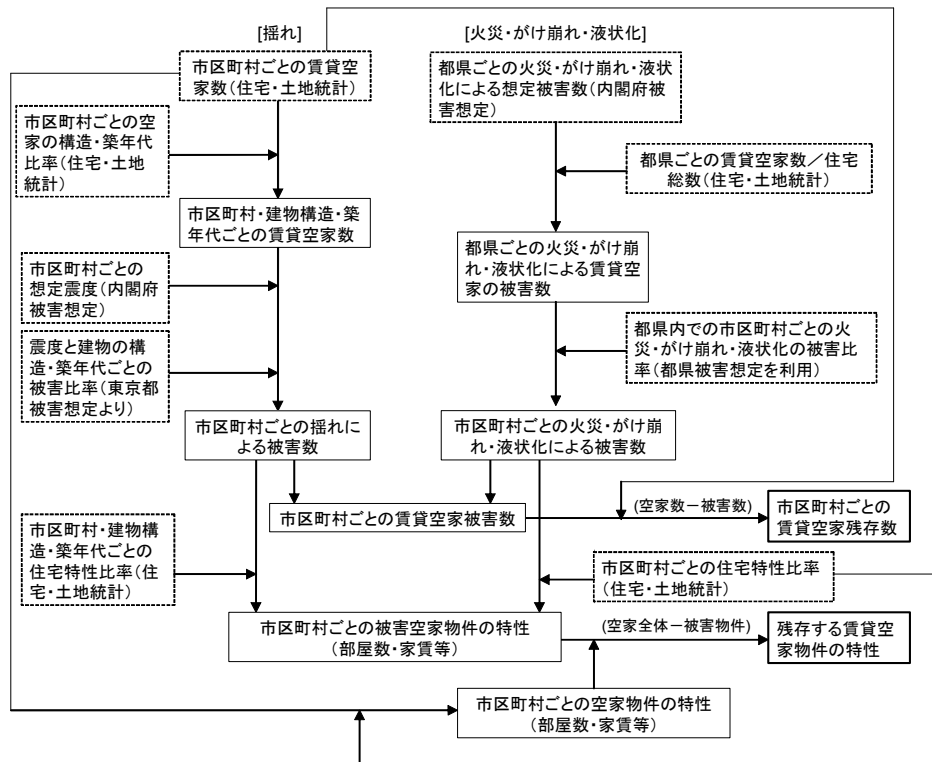 [揺れ]
[火災・がけ崩れ・液状化]
市区町村ごとの賃貸空
家数(住宅・土地統計)
都県ごとの火災・がけ崩れ・液状
化による想定被害数(内閣府被
害想定)
市区町村ごとの空
家の構造・築年代
比率(住宅・土地
統計)
都県ごとの賃貸空家数／住宅
総数(住宅・土地統計)
市区町村・建物構造・築
年代ごとの賃貸空家数
都県ごとの火災・がけ崩
れ・液状化による賃貸空
家の被害数
市区町村ごとの
想定震度(内閣府
被害想定)
都県内での市区町村ごとの火
災・がけ崩れ・液状化の被害比
率(都県被害想定を利用)
震度と建物の構
造・築年代ごとの
被害比率(東京都
被害想定より)
市区町村ごとの揺れに
よる被害数
市区町村ごとの火災・がけ崩
れ・液状化による被害数
市区町村ごとの賃貸空家被害数
(空家数－被害数)
市区町村ごとの
賃貸空家残存数
市区町村・建物構
造・築年代ごとの
住宅特性比率(住
宅・土地統計)
市区町村ごとの住宅特性比率
(住宅・土地統計)
市区町村ごとの被害空家物件の特性
(部屋数・家賃等)
(空家全体－被害物件)
残存する賃貸空
家物件の特性
市区町村ごとの空家物件の特性
(部屋数・家賃等)